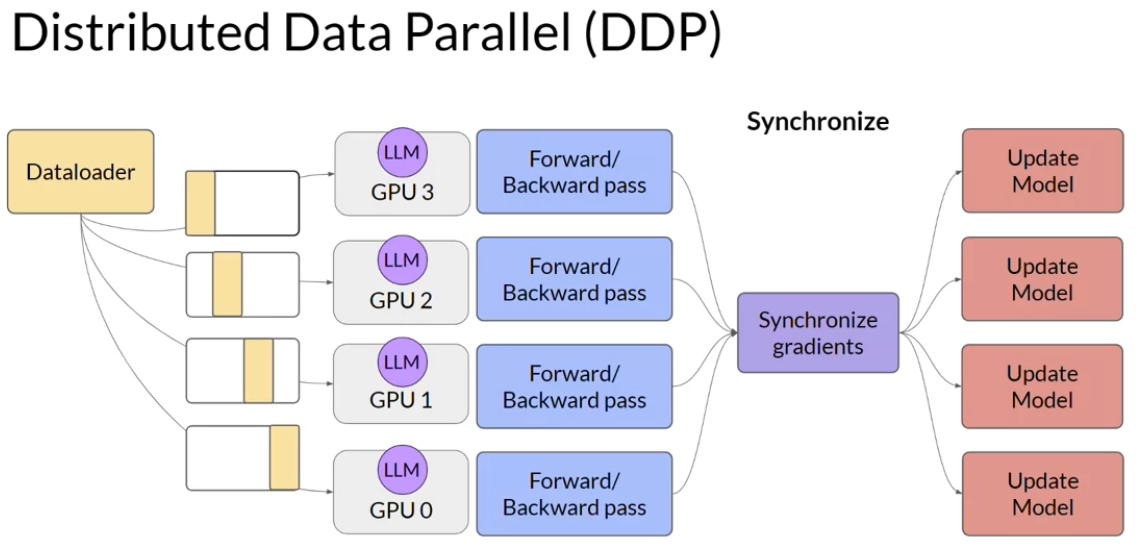 Distributed Data Parallel (DDP)
Synchronize
Dataloader
LLM
GPU 3
Forward/
Backward pass
Update
Model
LLM
GPU 2
Forward/
Backward pass
Update
Model
Synchronize
gradients
LLM
GPU 1
Forward/
Backward pass
Update
Model
LLM
GPU 0
Forward/
Backward pass
Update
Model